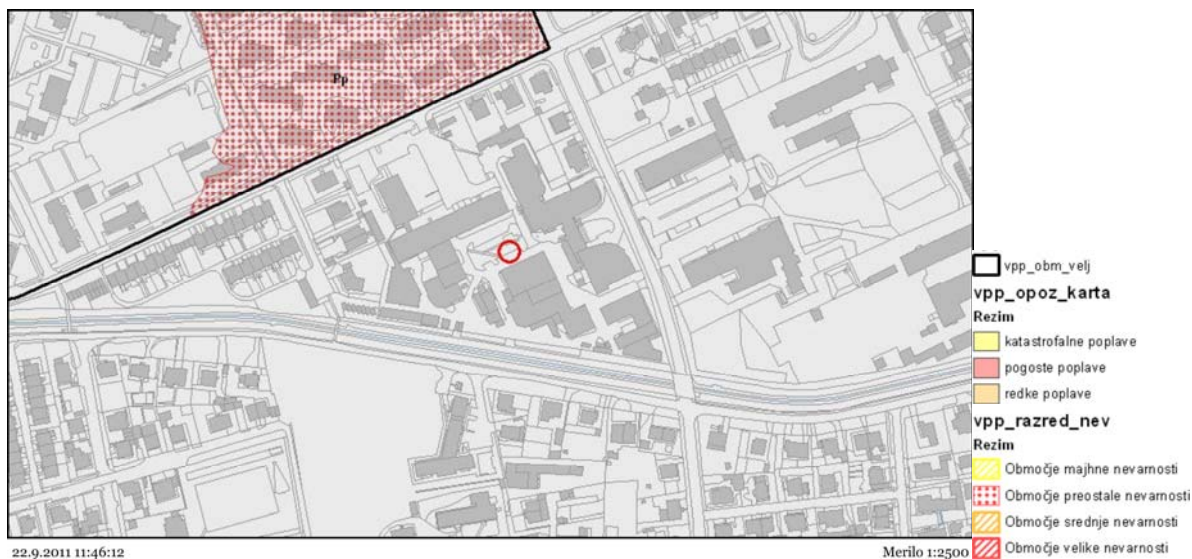 Pp
vpp_obm_velj
vpp_opoz_karta
Rezim
katastrofalne poplave
pogoste poplave
redke poplave
vpp_razred_nev
Rezim
Območje majhne nevarnosti
Območje preostale nevarnosti
Območje srednje nevarnosti
Območje velike nevarnosti
22.9.2011 11:46:12
Merilo 1:2500